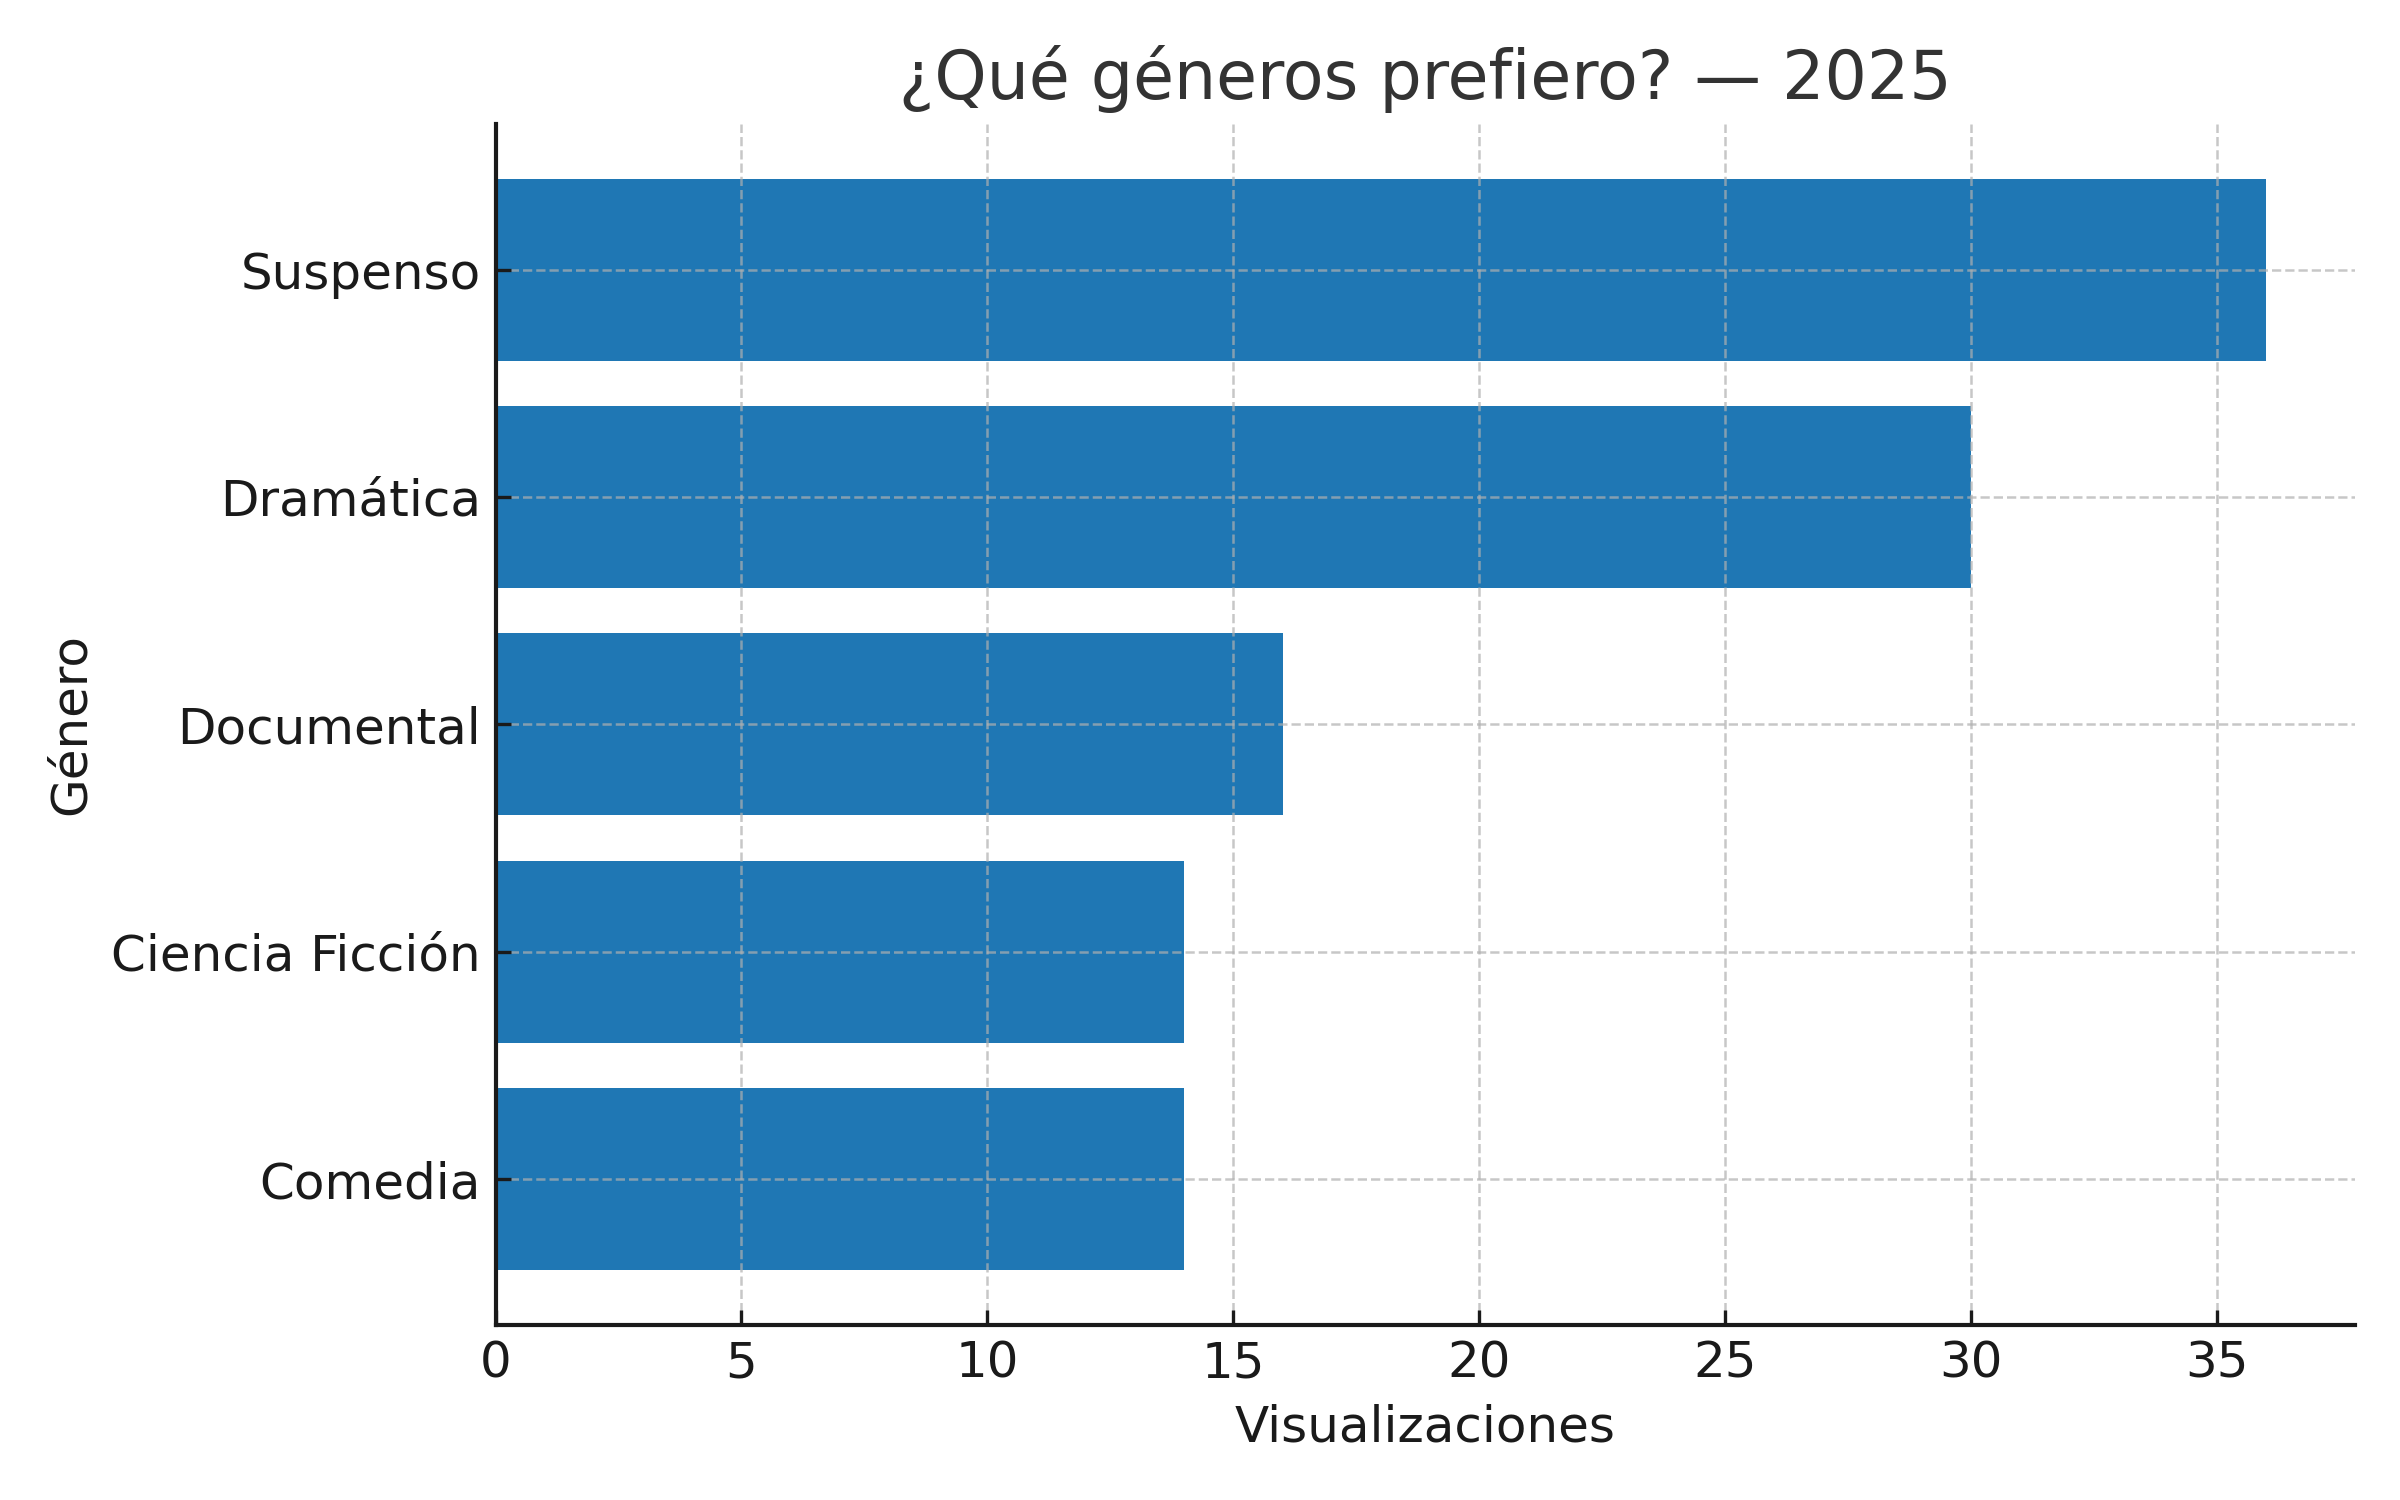 ¿Qué géneros prefiero? — 2025
Suspenso
Dramática
Documental
Ciencia Ficción
Comedia
Género
0 5 10 15 20 25 30 35
Visualizaciones